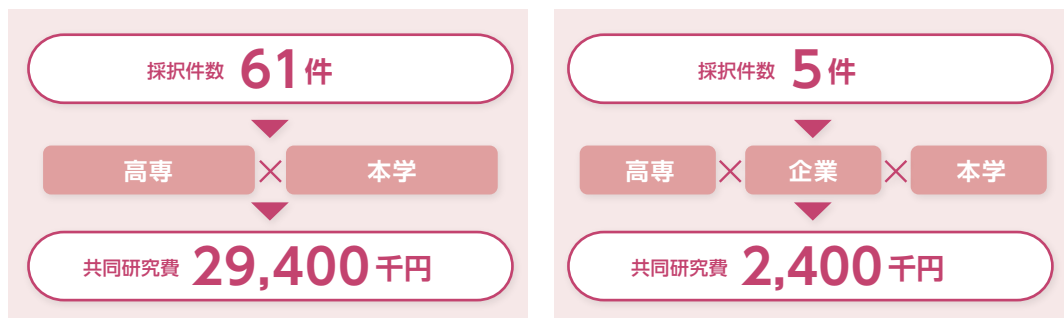 採択件数 61件
高専×本学
共同研究費 29,400千円
採択件数 5件
高専×企業×本学
共同研究費 2,400千円